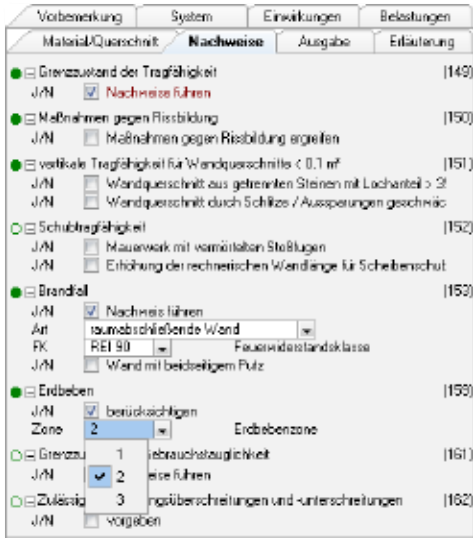 Vorbemerkung System Einwirkungen Belastungen
Material/Querschnitt Nachweise Ausgabe Erläuterung
Grenzzustand der Tragfähigkeit (149)
J/N Nachweise führen
Maßnahmen gegen Rissbildung (150)
J/N Maßnahmen gegen Rissbildung ergreifen
vertikale Tragfähigkeit für Wandquerschnitte < 0.1 m² (151)
J/N Wandquerschnitt aus getrennten Steinen mit Lochanteil > 3
J/N Wandquerschnitt durch Schlitze / Aussparungen geschwäc
Schubtragfähigkeit (152)
J/N Mauerwerk mit vermörtelten Stoßfugen
J/N Erhöhung der rechnerischen Wandlänge für Scheibenschub
Brandfall (153)
J/N Nachweis führen
Art raumabschließende Wand
FK REI 90 Feuerwiderstandsklasse
J/N Wand mit beidseitigem Putz
Erdbeben (159)
J/N berücksichtigen
Zone 2 Erdbebenzone
Grenzzu ebrauchstauglichkeit (161)
1
J/N eise führen
2
Zulässig ngsüberschreitungen und -unterschreitungen (162)
3
J/N vorgeben